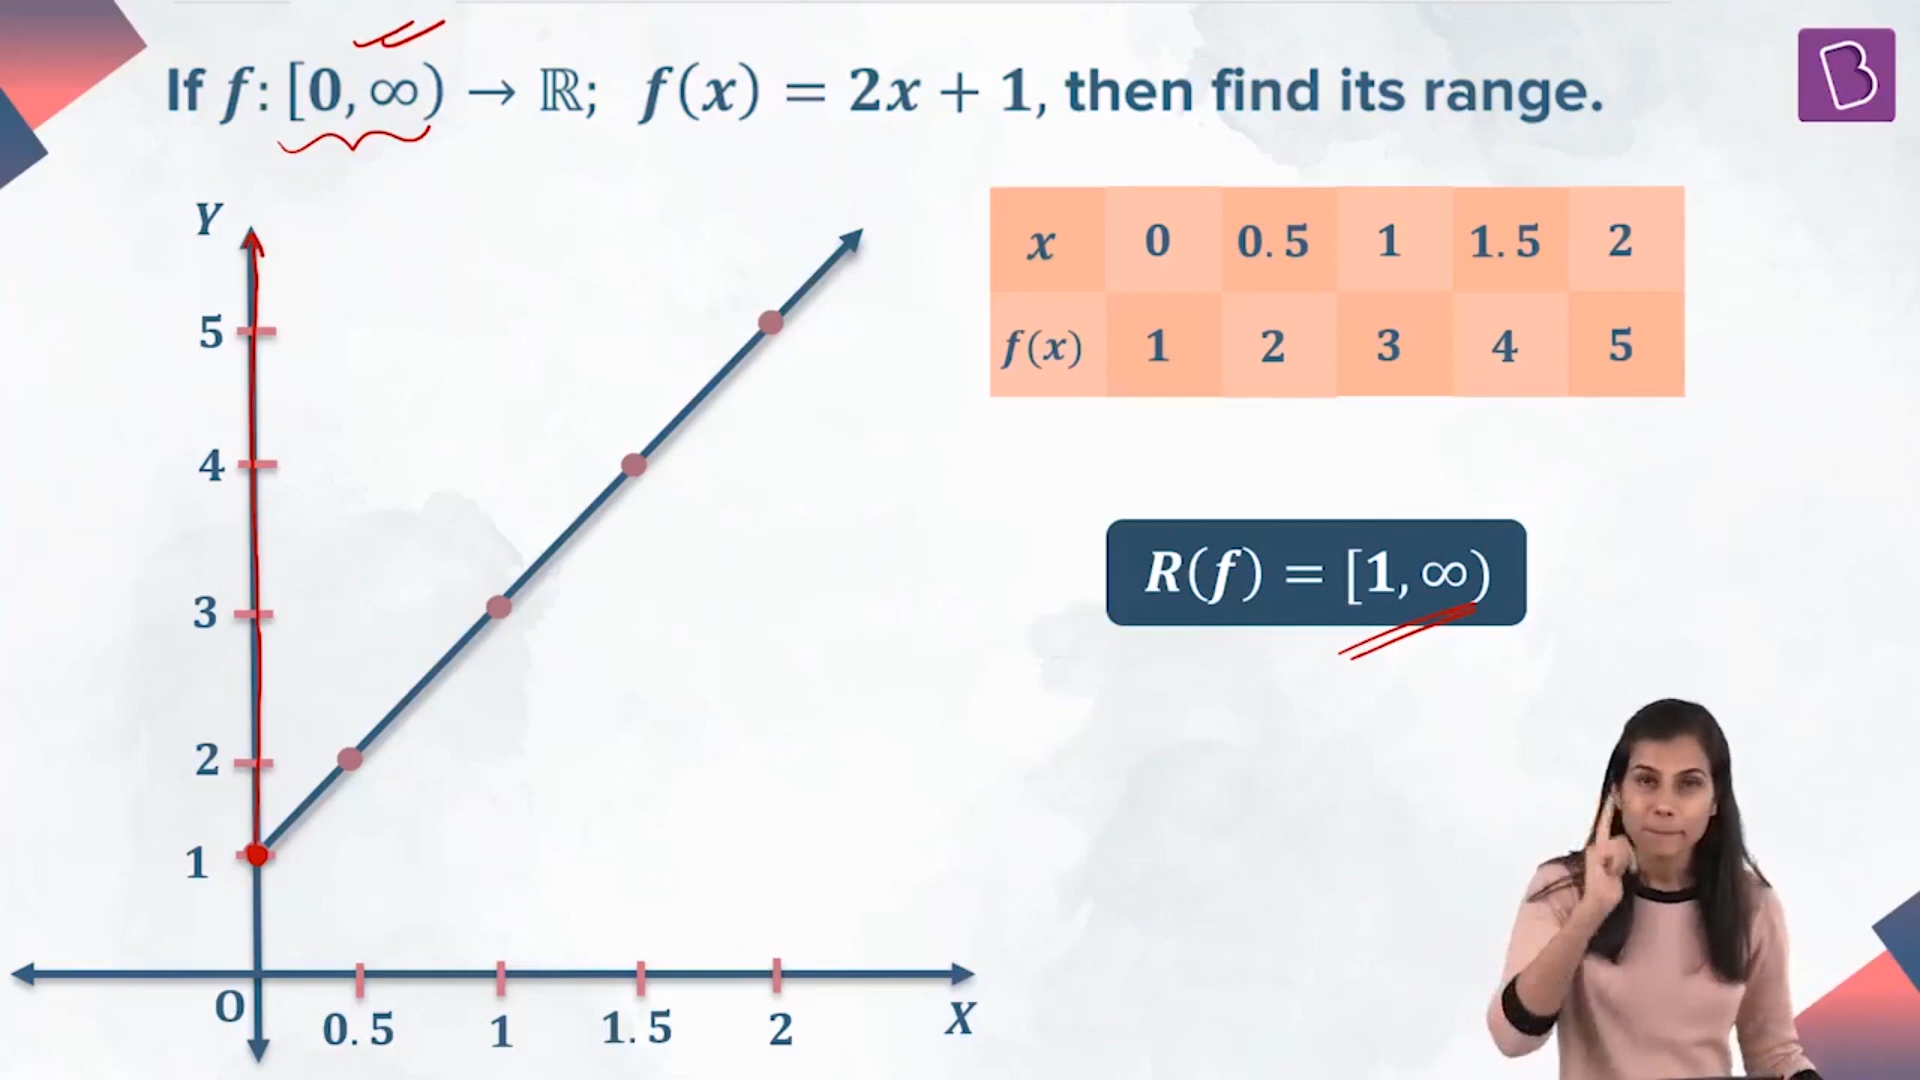 If f: [0, ∞) → ℝ; f(x) = 2x + 1, then find its range.
B
Y
x 0 0.5 1 1.5 2
f(x) 1 2 3 4 5
5
4
3
2
1
R(f) = [1, ∞)
O
0.5 1 1.5 2 X